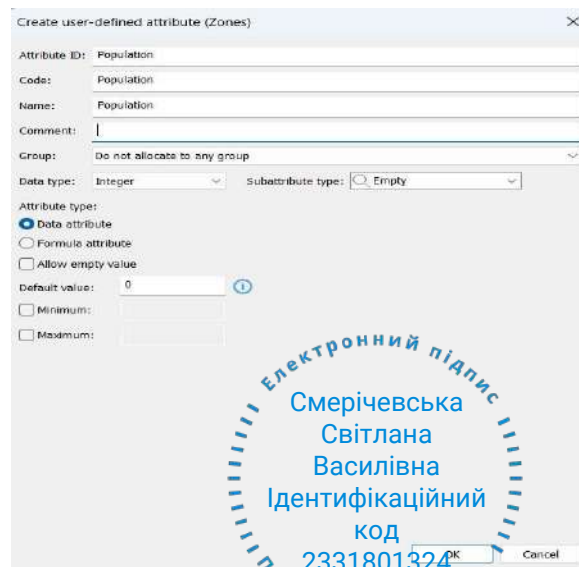 Create user-defined attribute (Zones)
Attribute ID: Population
Code: Population
Name: Population
Comment:
Group: Do not allocate to any group
Data type: Integer Subattribute type: Empty
Attribute type:
Data attribute
Formula attribute
Allow empty value
Default value: 0
Minimum:
Maximum:
Електронний підпис
Смерічевська
Світлана
Василівна
Ідентифікаційний
код
2331801324
OK Cancel